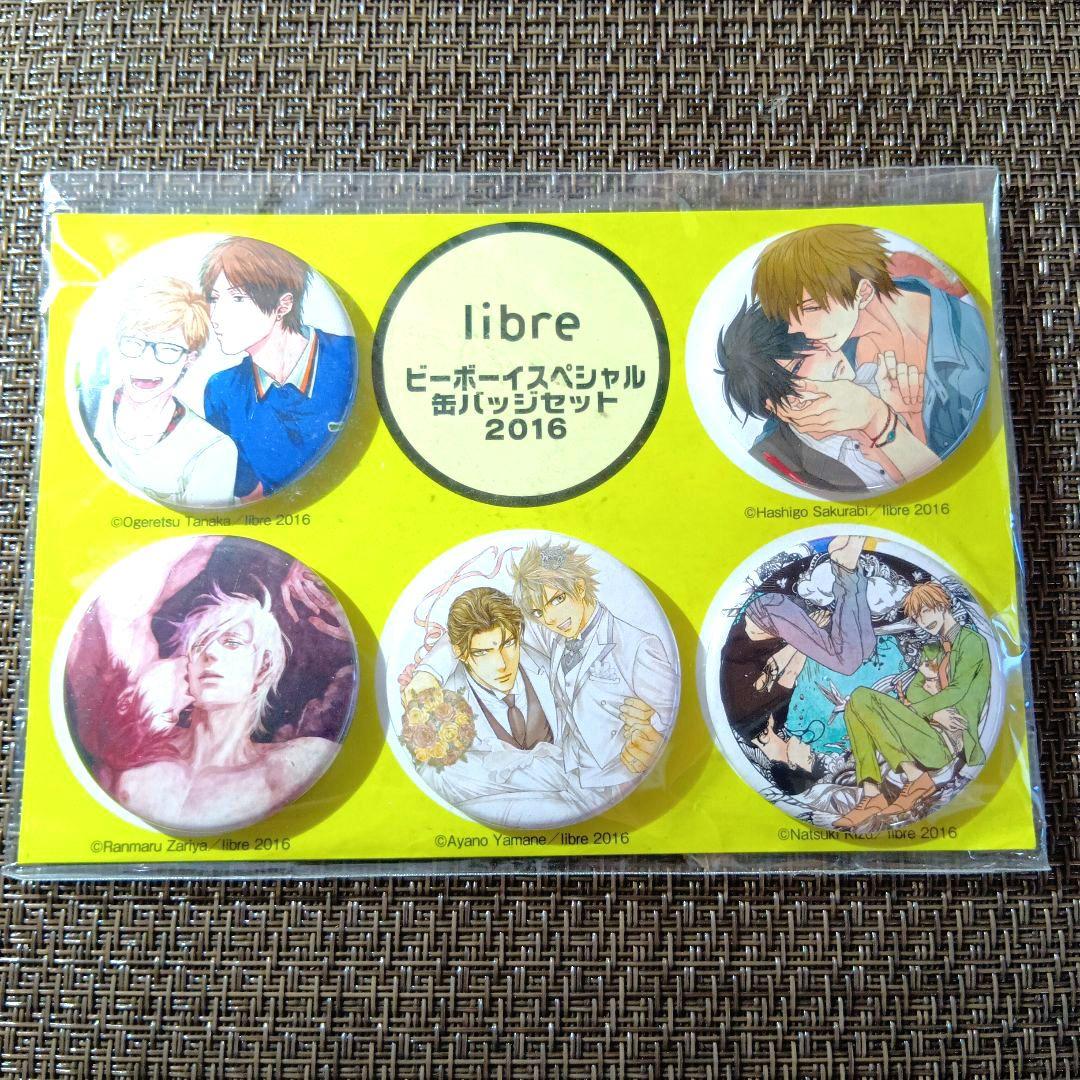 libre
ビーボーイスペシャル
缶バッジセット
2016
©Ogeretsu Tanaka／libre 2016
©Hashigo Sakurabi／libre 2016
©Ranmaru Zariya／libre 2016
©Ayano Yamane／libre 2016
©Natsuki Kizu／libre 2016